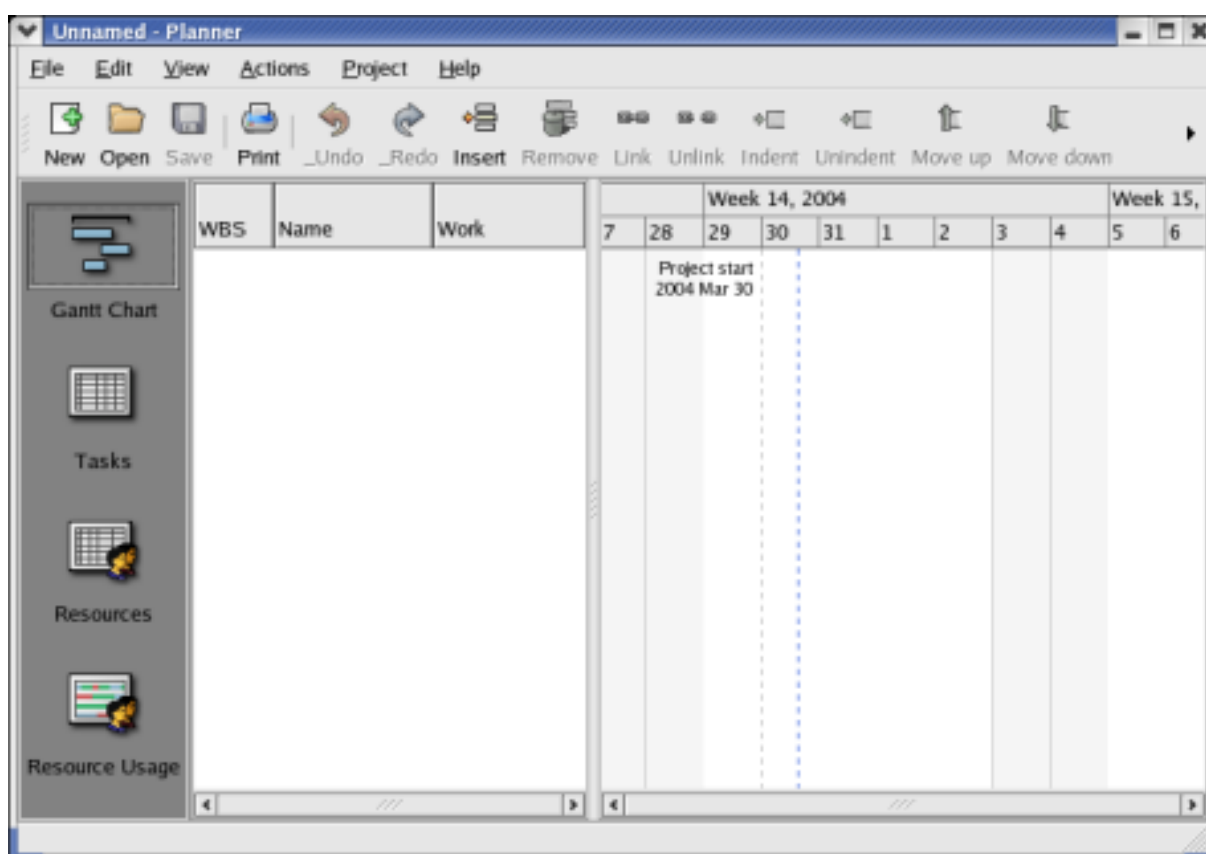 Unnamed - Planner
File Edit View Actions Project Help
New Open Save Print _Undo _Redo Insert Remove Link Unlink Indent Unindent Move up Move down
Week 14, 2004 Week 15,
WBS Name Work 7 28 29 30 31 1 2 3 4 5 6
Project start
2004 Mar 30
Gantt Chart
Tasks
Resources
Resource Usage